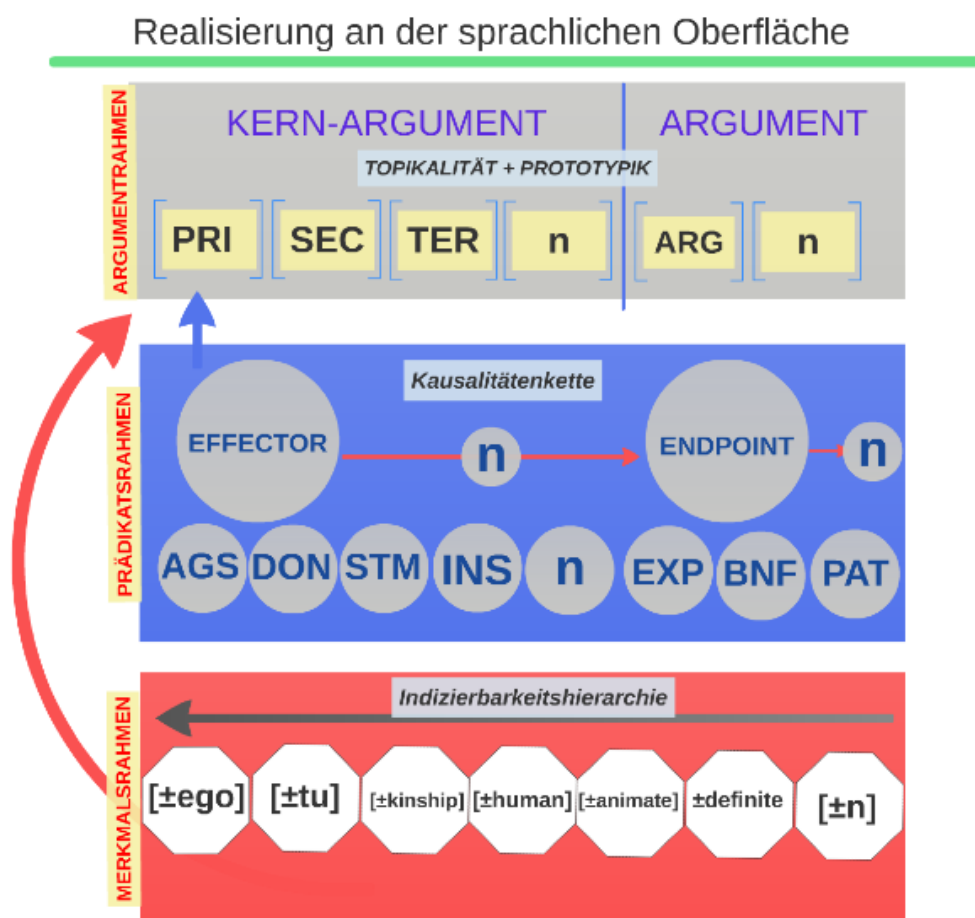 Realisierung an der sprachlichen Oberfläche
ARGUMENTRAHMEN
KERN-ARGUMENT ARGUMENT
TOPIKALITÄT + PROTOTYPIK
[PRI] [SEC] [TER] [n] [ARG] [n]
PRÄDIKATSRAHMEN
Kausalitätenkette
EFFECTOR n ENDPOINT n
AGS DON STM INS n EXP BNF PAT
MERKMALSRAHMEN
Indizierbarkeitshierarchie
[±ego] [±tu] [±kinship] [±human] [±animate] ±definite [±n]